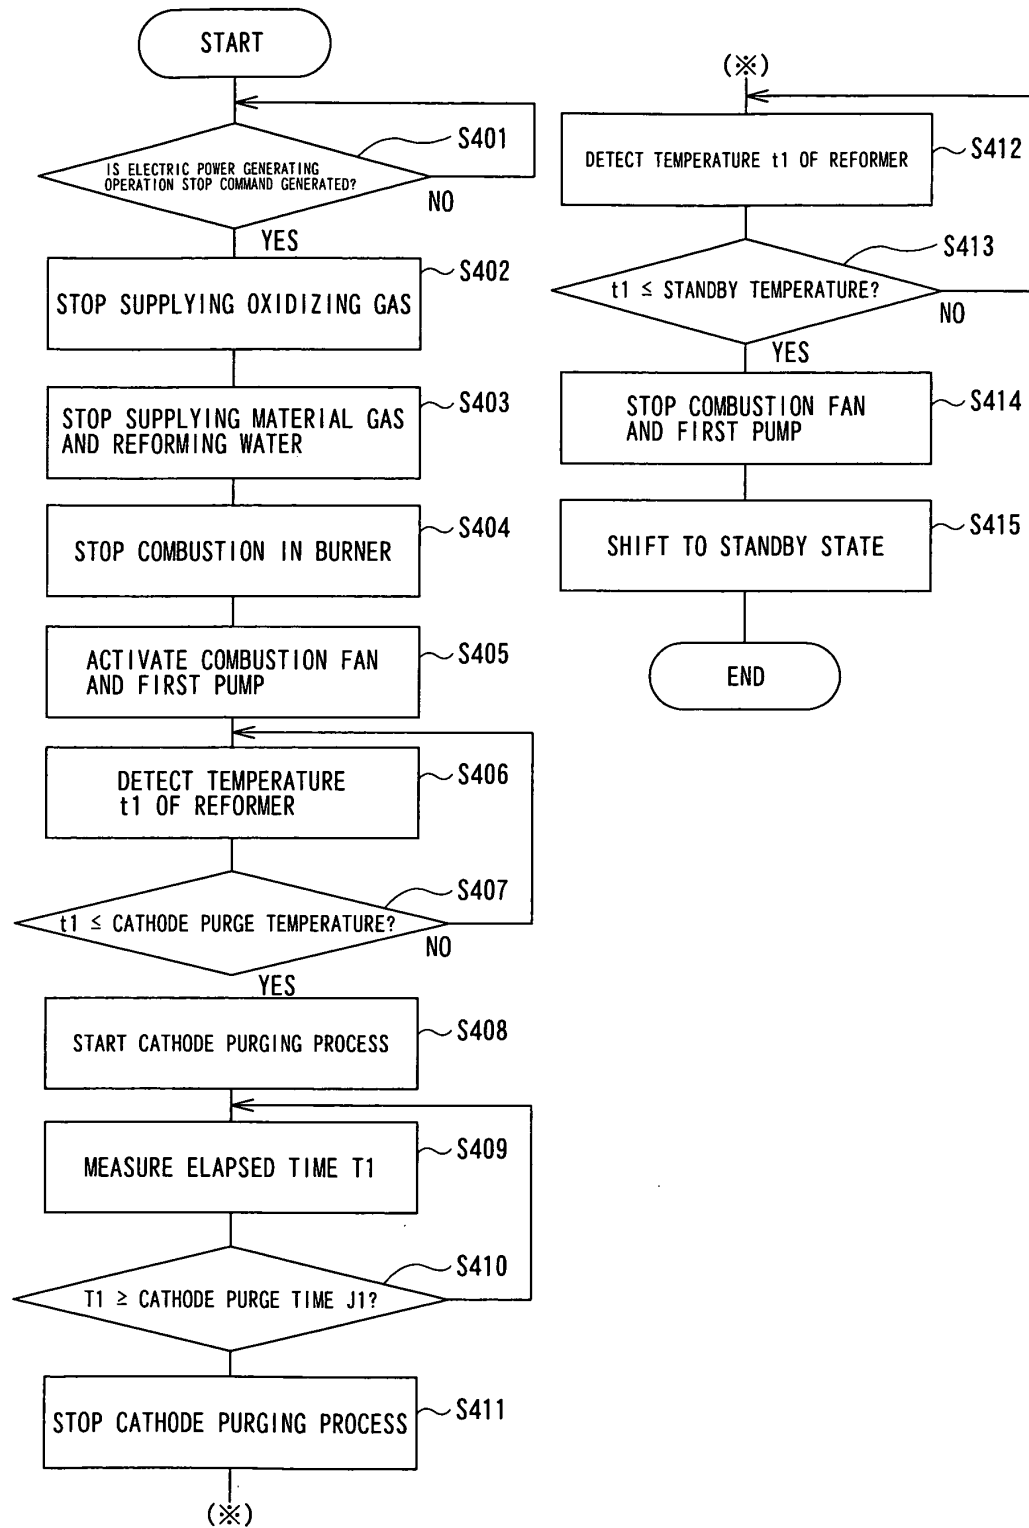 START
S401
IS ELECTRIC POWER GENERATING
OPERATION STOP COMMAND GENERATED?
NO
YES
S402
STOP SUPPLYING OXIDIZING GAS
S403
STOP SUPPLYING MATERIAL GAS
AND REFORMING WATER
S404
STOP COMBUSTION IN BURNER
S405
ACTIVATE COMBUSTION FAN
AND FIRST PUMP
S406
DETECT TEMPERATURE
t1 OF REFORMER
S407
t1 ≤ CATHODE PURGE TEMPERATURE?
NO
YES
S408
START CATHODE PURGING PROCESS
S409
MEASURE ELAPSED TIME T1
S410
T1 ≥ CATHODE PURGE TIME J1?
S411
STOP CATHODE PURGING PROCESS
(※)
(※)
S412
DETECT TEMPERATURE t1 OF REFORMER
S413
t1 ≤ STANDBY TEMPERATURE?
NO
YES
S414
STOP COMBUSTION FAN
AND FIRST PUMP
S415
SHIFT TO STANDBY STATE
END